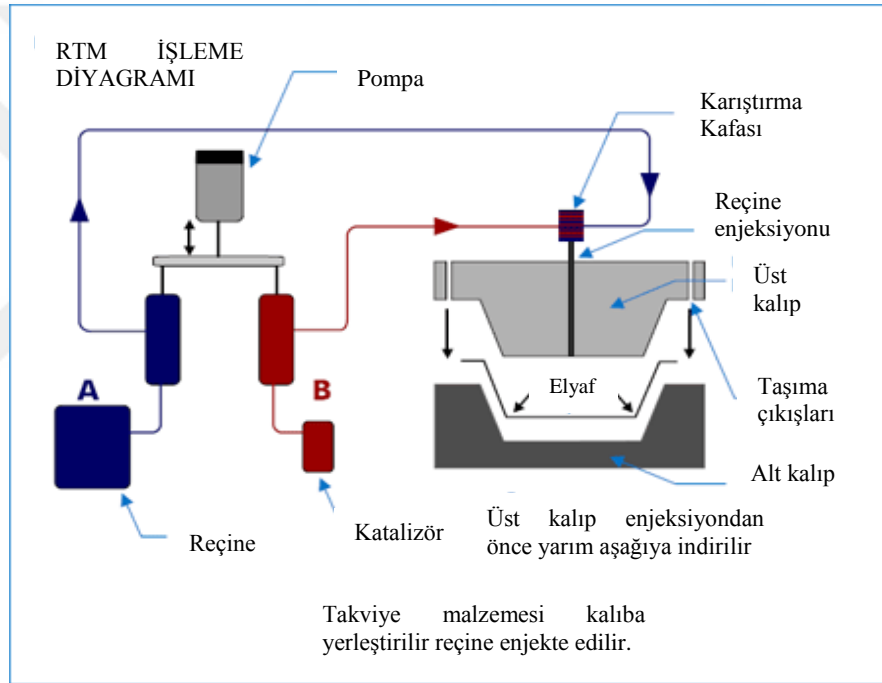 RTM İŞLEME
DİYAGRAMI
Pompa
Karıştırma
Kafası
Reçine
enjeksiyonu
Üst
kalıp
Elyaf
Taşıma
çıkışları
Alt kalıp
A
B
Reçine
Katalizör
Üst kalıp enjeksiyondan
önce yarım aşağıya indirilir
Takviye malzemesi kalıba
yerleştirilir reçine enjekte edilir.